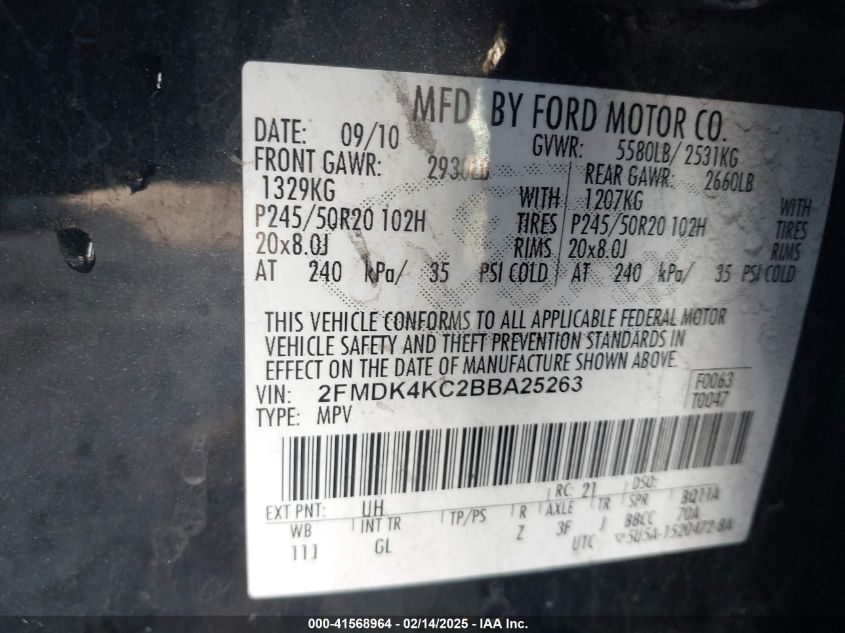 MFD. BY FORD MOTOR CO.
DATE: 09/10 GVWR: 5580LB/ 2531KG
FRONT GAWR: 2930LB REAR GAWR: 2660LB
1329KG WITH 1207KG WITH
P245/50R20 102H TIRES P245/50R20 102H TIRES
20x8.0J RIMS 20x8.0J RIMS
AT 240 kPa/ 35 PSI COLD AT 240 kPa/ 35 PSI COLD
THIS VEHICLE CONFORMS TO ALL APPLICABLE FEDERAL MOTOR
VEHICLE SAFETY AND THEFT PREVENTION STANDARDS IN
EFFECT ON THE DATE OF MANUFACTURE SHOWN ABOVE.
VIN: 2FMDK4KC2BBA25263 F0063
TYPE: MPV T0047
EXT PNT: UH RC: 21 DSO:
WB INT TR TP/PS R AXLE TR SPR BQ11A
11J GL Z 3F J BBCC 70A
UTC 5U5A-1520472-BA
000-41568964 - 02/14/2025 - IAA Inc.